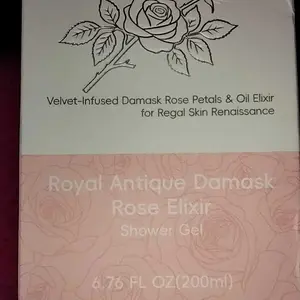 Velvet-Infused Damask Rose Petals & Oil Elixir
for Regal Skin Renaissance
Royal Antique Damask
Rose Elixir
Shower Gel
6.76 FL OZ(200ml)